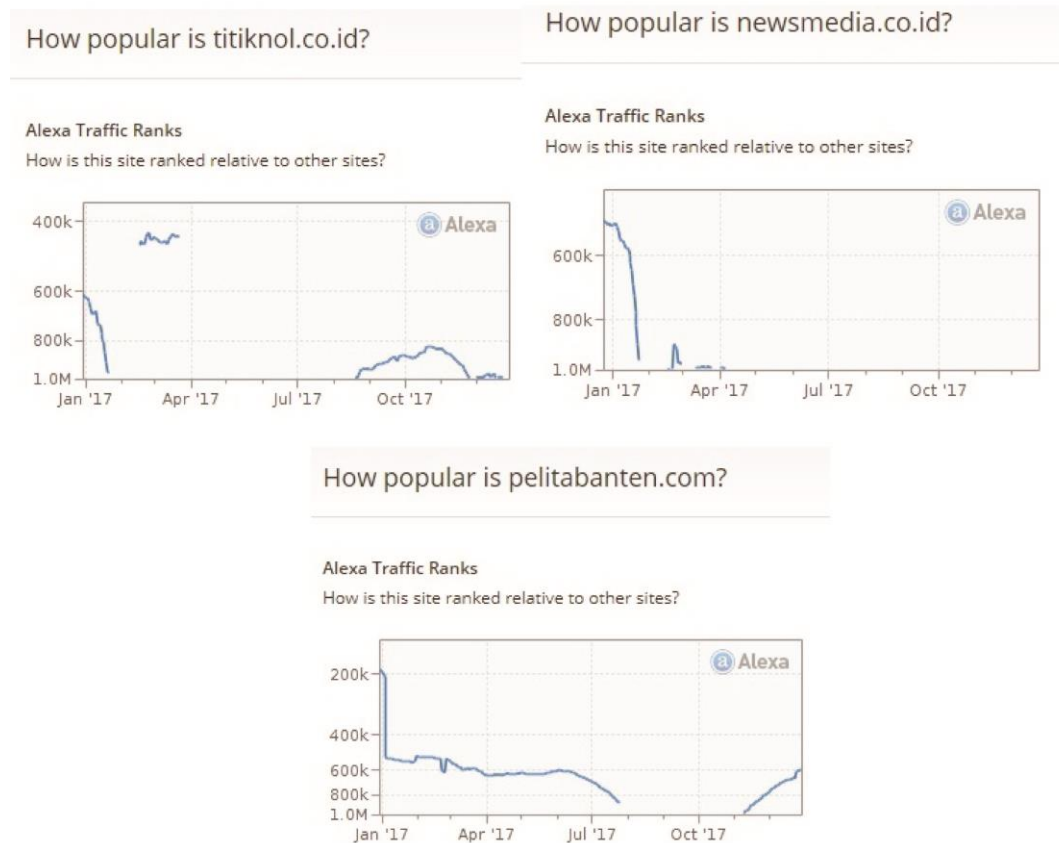 How popular is titiknol.co.id?
Alexa Traffic Ranks
How is this site ranked relative to other sites?
400k
600k
800k
1.0M
Jan '17 Apr '17 Jul '17 Oct '17
a Alexa
How popular is newsmedia.co.id?
Alexa Traffic Ranks
How is this site ranked relative to other sites?
600k
800k
1.0M
Jan '17 Apr '17 Jul '17 Oct '17
a Alexa
How popular is pelitabanten.com?
Alexa Traffic Ranks
How is this site ranked relative to other sites?
200k
400k
600k
800k
1.0M
Jan '17 Apr '17 Jul '17 Oct '17
a Alexa